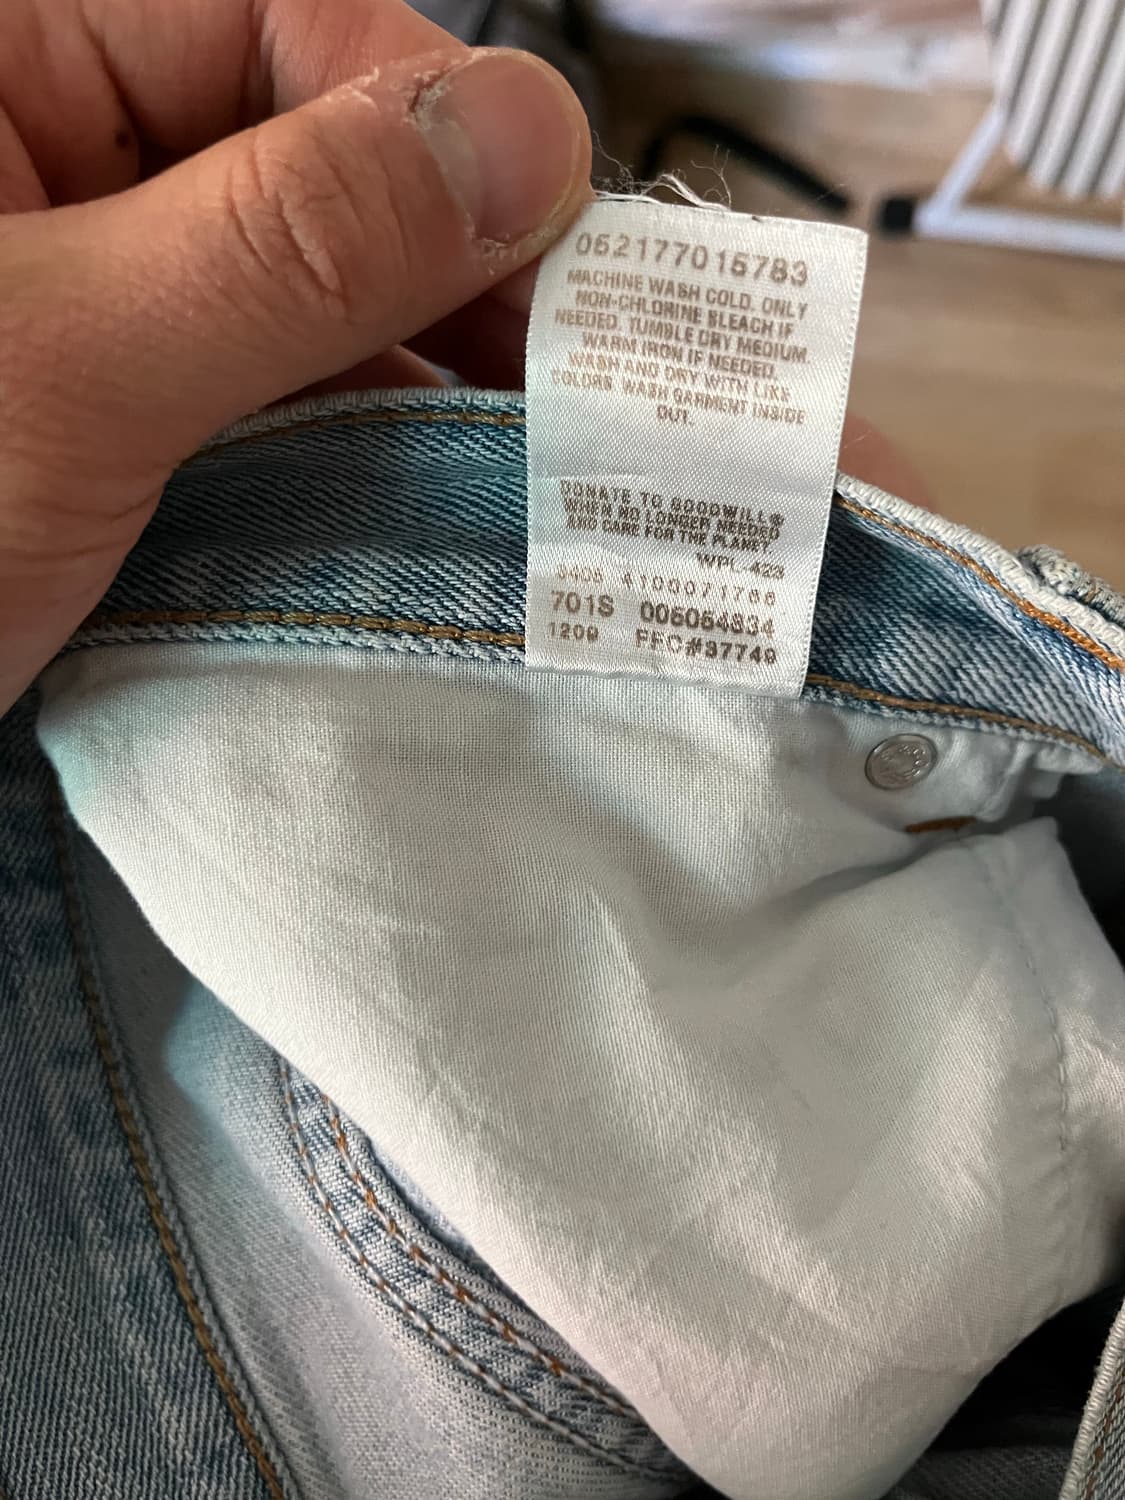 052177015783
MACHINE WASH COLD. ONLY
NON-CHLORINE BLEACH IF
NEEDED. TUMBLE DRY MEDIUM.
WARM IRON IF NEEDED.
WASH AND DRY WITH LIKE
COLORS. WASH GARMENT INSIDE
OUT.
DONATE TO GOODWILL®
WHEN NO LONGER NEEDED
AND CARE FOR THE PLANET.
WPL-423
4100071766
701S 005054834
1209 PFC#37749